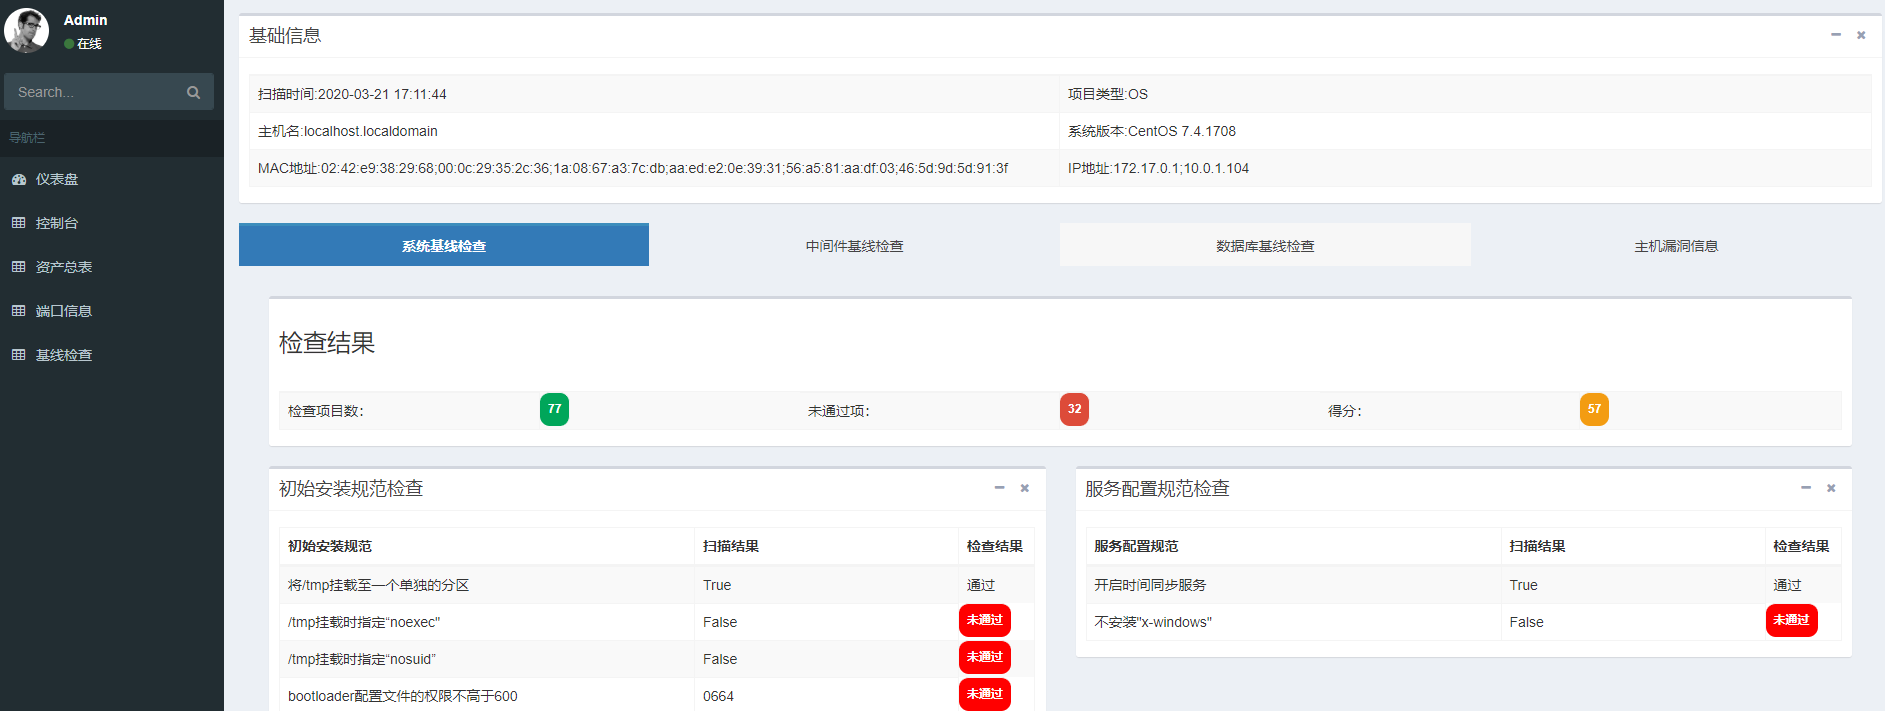 Admin
在线
Search...
导航栏
仪表盘
控制台
资产总表
端口信息
基线检查
基础信息
扫描时间:2020-03-21 17:11:44 项目类型:OS
主机名:localhost.localdomain 系统版本:CentOS 7.4.1708
MAC地址:02:42:e9:38:29:68;00:0c:29:35:2c:36;1a:08:67:a3:7c:db;aa:ed:e2:0e:39:31;56:a5:81:aa:df:03;46:5d:9d:5d:91:3f IP地址:172.17.0.1;10.0.1.104
系统基线检查 中间件基线检查 数据库基线检查 主机漏洞信息
检查结果
检查项目数: 77 未通过项: 32 得分: 57
初始安装规范检查
初始安装规范 扫描结果 检查结果
将/tmp挂载至一个单独的分区 True 通过
/tmp挂载时指定“noexec” False 未通过
/tmp挂载时指定“nosuid” False 未通过
bootloader配置文件的权限不高于600 0664 未通过
服务配置规范检查
服务配置规范 扫描结果 检查结果
开启时间同步服务 True 通过
不安装"x-windows" False 未通过